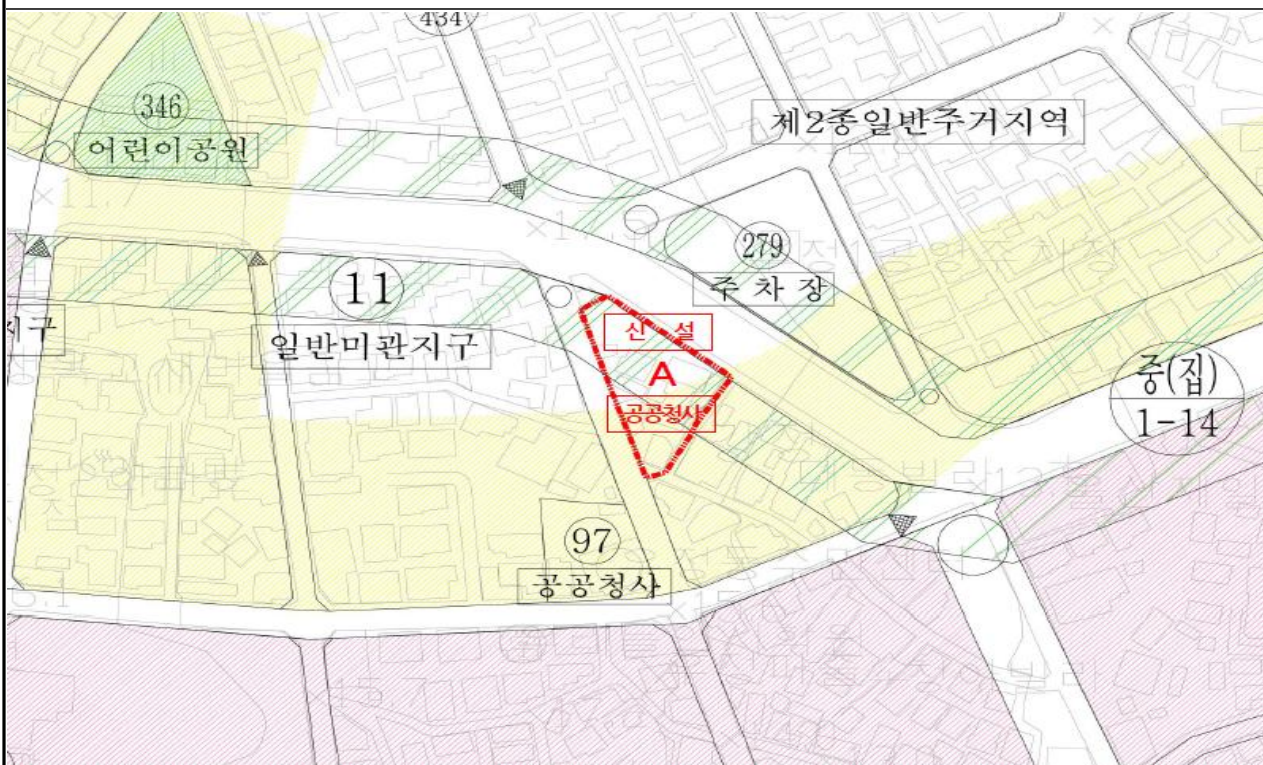 434
346
어린이공원
제2종일반주거지역
279
주 차 장
11
일반미관지구
지구
신 설
A
공공청사
중(집)
1-14
97
공공청사